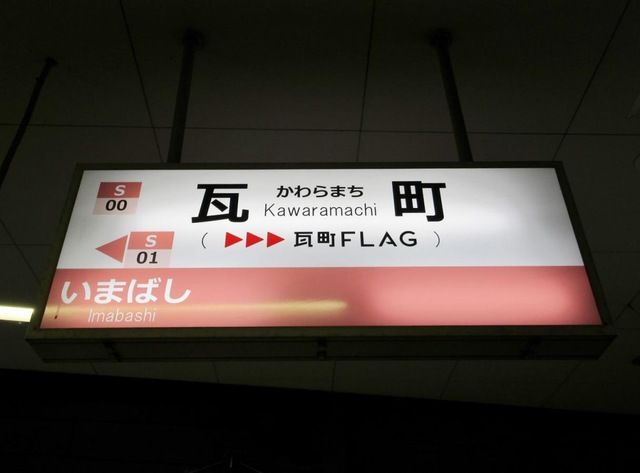 S
00
瓦 かわらまち 町
Kawaramachi
( ▶▶▶ 瓦町FLAG )
S
01
いまばし
Imabashi